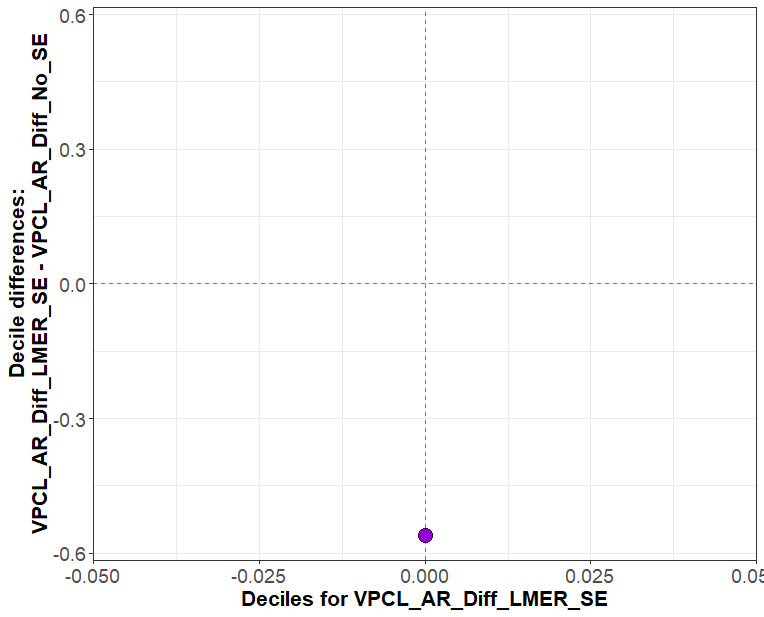 Decile differences:
VPCL_AR_Diff_LMER_SE - VPCL_AR_Diff_No_SE
0.6
0.3
0.0
-0.3
-0.6
-0.050 -0.025 0.000 0.025 0.05
Deciles for VPCL_AR_Diff_LMER_SE